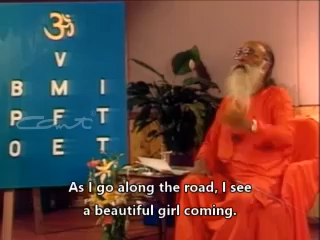 ॐ
V
B M I
P F T
O E T
As I go along the road, I see
a beautiful girl coming.